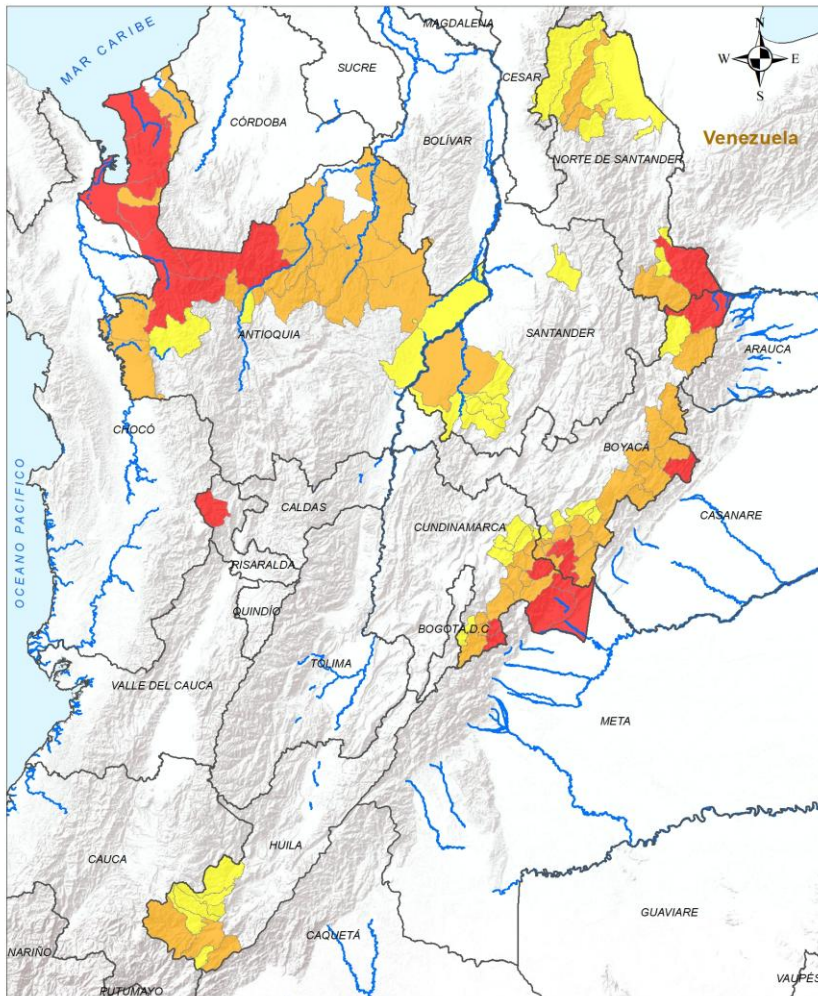 MAGDALENA
N
MAR CARIBE
W E
SUCRE
CESAR
S
CÓRDOBA
BOLÍVAR
Venezuela
NORTE DE SANTANDER
ANTIOQUIA
SANTANDER
ARAUCA
CHOCÓ
BOYACÁ
OCEANO PACIFICO
CALDAS
CUNDINAMARCA
CASANARE
RISARALDA
QUINDÍO
BOGOTÁ D.C
TOLIMA
VALLE DEL CAUCA
META
HUILA
CAUCA
GUAVIARE
CAQUETÁ
NARIÑO
PUTUMAYO
VAUPÉS